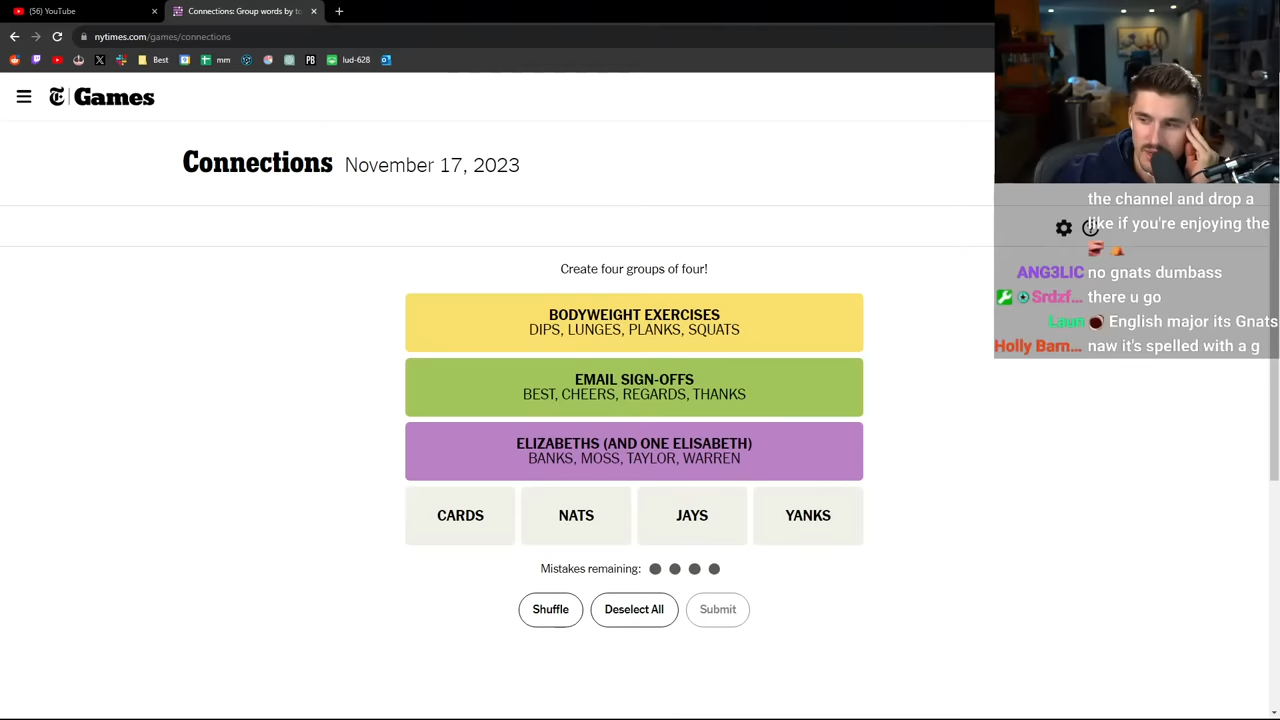 (56) YouTube
Connections: Group words by to
nytimes.com/games/connections
Best
mm
PB
lud-628
Games
Connections November 17, 2023
the channel and drop a
like if you're enjoying the
ANG3LIC no gnats dumbass
Srdzf... there u go
Laun English major its Gnats
Holly Barn... naw it's spelled with a g
Create four groups of four!
BODYWEIGHT EXERCISES
DIPS, LUNGES, PLANKS, SQUATS
EMAIL SIGN-OFFS
BEST, CHEERS, REGARDS, THANKS
ELIZABETHS (AND ONE ELISABETH)
BANKS, MOSS, TAYLOR, WARREN
CARDS NATS JAYS YANKS
Mistakes remaining:
Shuffle Deselect All Submit